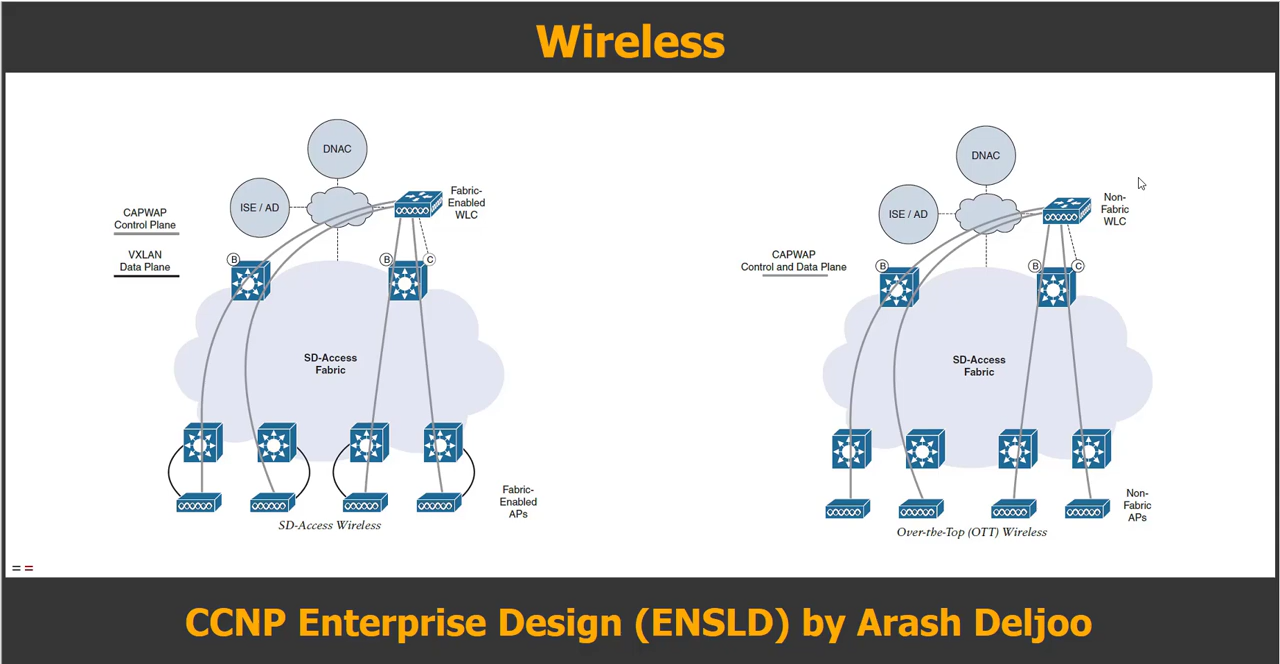 Wireless
DNAC
ISE / AD
Fabric-
Enabled
WLC
CAPWAP
Control Plane
VXLAN
Data Plane
B
B
C
SD-Access
Fabric
Fabric-
Enabled
APs
SD-Access Wireless
DNAC
ISE / AD
Non-
Fabric
WLC
CAPWAP
Control and Data Plane
B
B
C
SD-Access
Fabric
Non-
Fabric
APs
Over-the-Top (OTT) Wireless
CCNP Enterprise Design (ENSLD) by Arash Deljoo